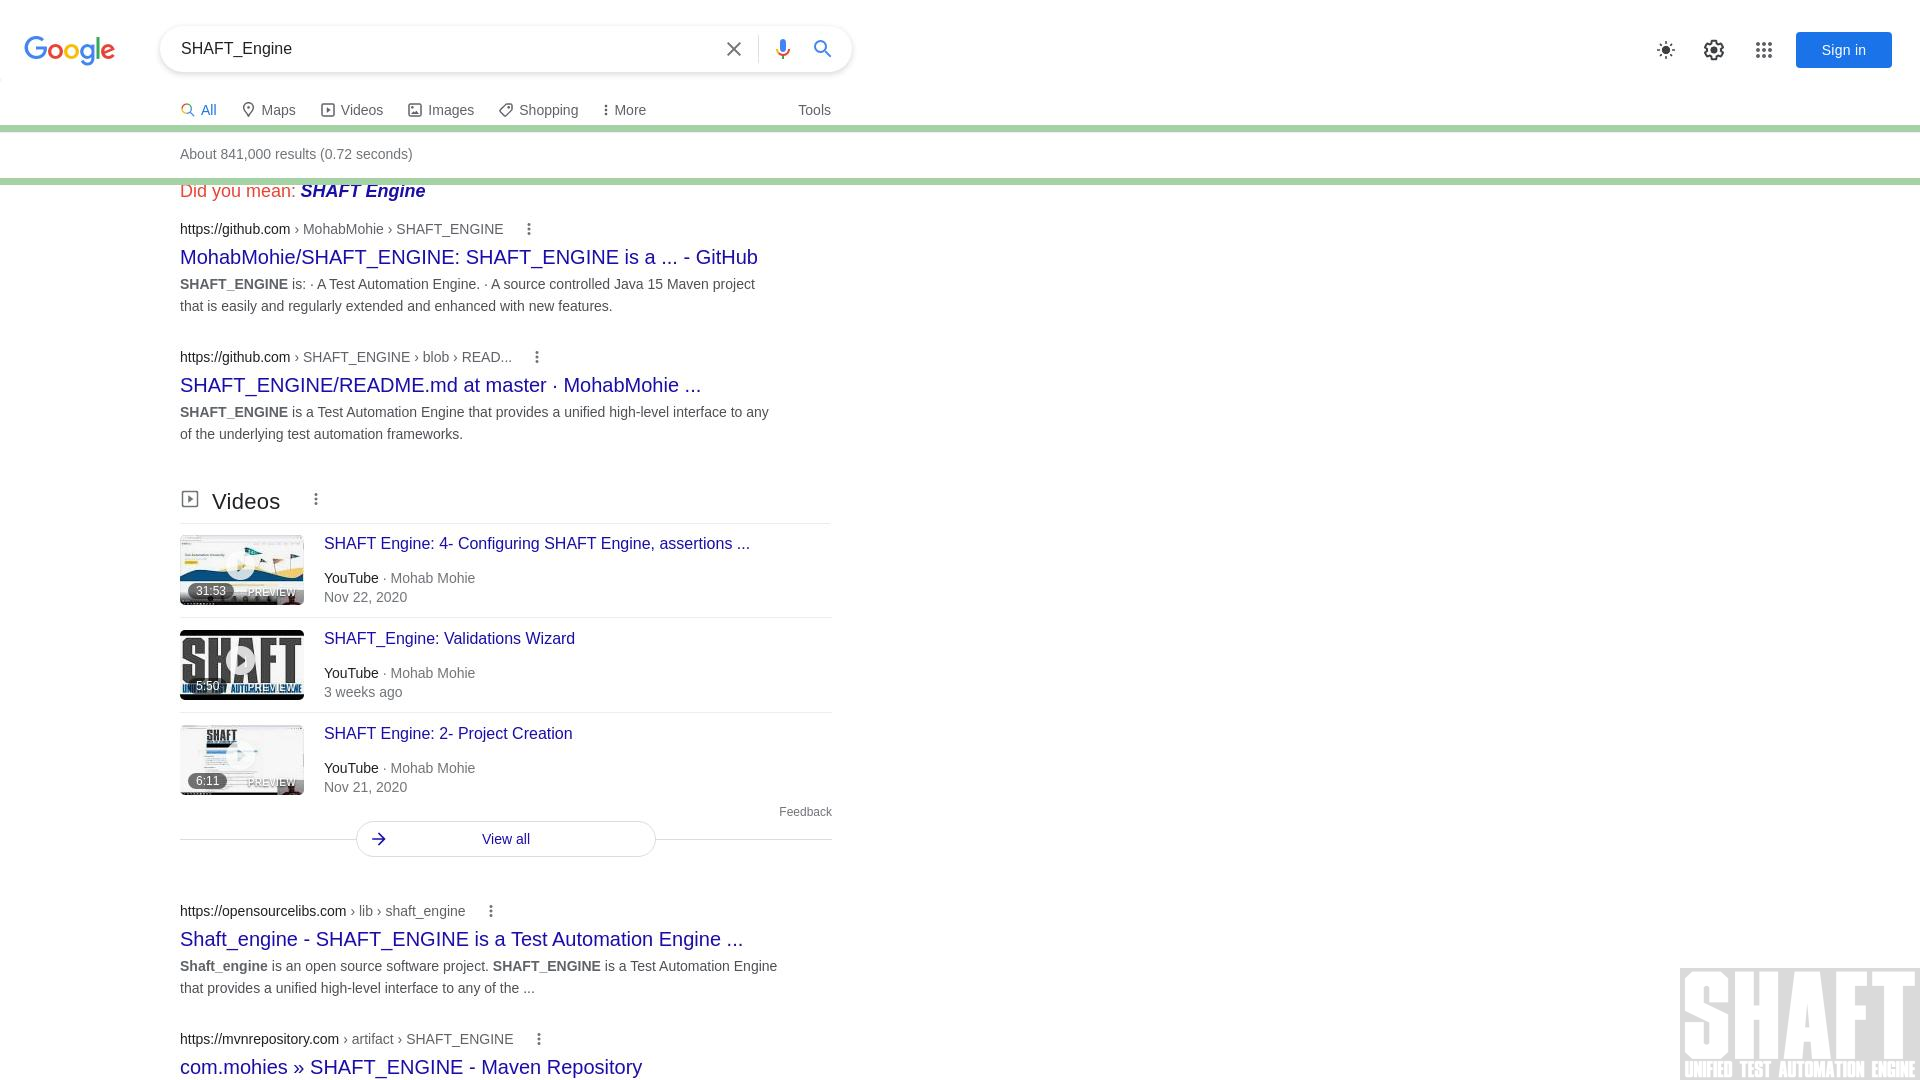 Google
SHAFT_Engine
Sign in
All
Maps
Videos
Images
Shopping
More
Tools
About 841,000 results (0.72 seconds)
Did you mean: SHAFT Engine
https://github.com › MohabMohie › SHAFT_ENGINE
MohabMohie/SHAFT_ENGINE: SHAFT_ENGINE is a ... - GitHub
SHAFT_ENGINE is: · A Test Automation Engine. · A source controlled Java 15 Maven project
that is easily and regularly extended and enhanced with new features.
https://github.com › SHAFT_ENGINE › blob › READ...
SHAFT_ENGINE/README.md at master · MohabMohie ...
SHAFT_ENGINE is a Test Automation Engine that provides a unified high-level interface to any
of the underlying test automation frameworks.
Videos
SHAFT Engine: 4- Configuring SHAFT Engine, assertions ...
31:53
PREVIEW
YouTube · Mohab Mohie
Nov 22, 2020
SHAFT
SHAFT_Engine: Validations Wizard
5:50
PREVIEW
YouTube · Mohab Mohie
3 weeks ago
SHAFT
SHAFT Engine: 2- Project Creation
6:11
PREVIEW
YouTube · Mohab Mohie
Nov 21, 2020
Feedback
View all
https://opensourcelibs.com › lib › shaft_engine
Shaft_engine - SHAFT_ENGINE is a Test Automation Engine ...
Shaft_engine is an open source software project. SHAFT_ENGINE is a Test Automation Engine
that provides a unified high-level interface to any of the ...
https://mvnrepository.com › artifact › SHAFT_ENGINE
com.mohies » SHAFT_ENGINE - Maven Repository
SHAFT
UNIFIED TEST AUTOMATION ENGINE